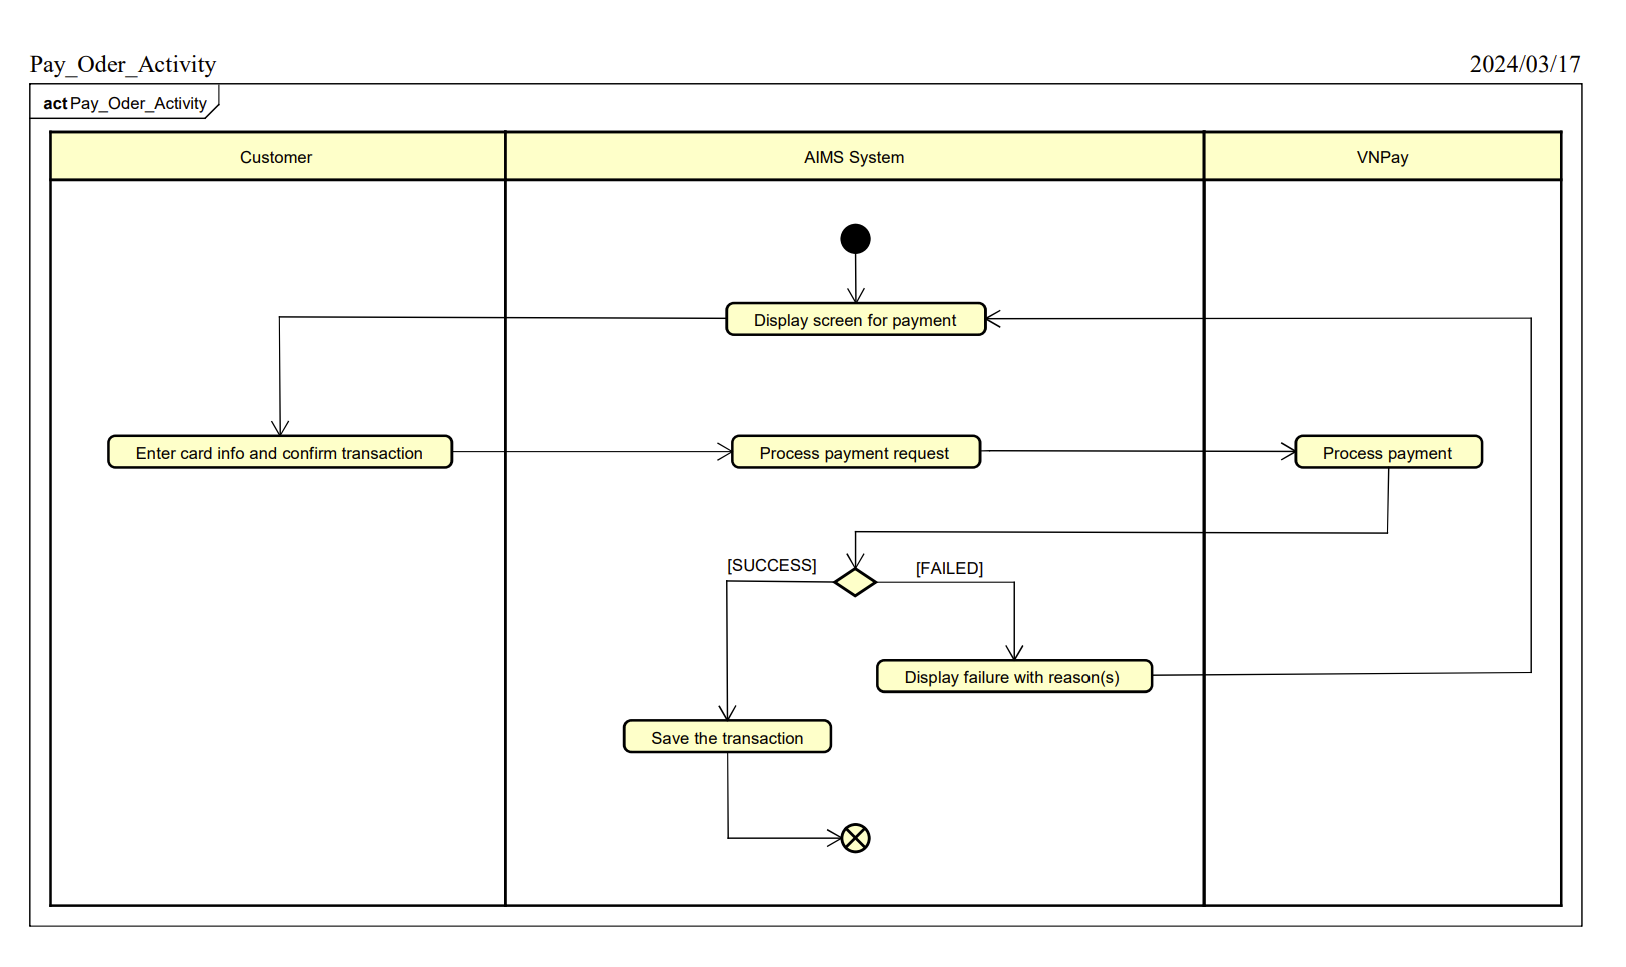 Pay_Oder_Activity
2024/03/17
act Pay_Oder_Activity
Customer
AIMS System
VNPay
Display screen for payment
Enter card info and confirm transaction
Process payment request
Process payment
[SUCCESS]
[FAILED]
Display failure with reason(s)
Save the transaction